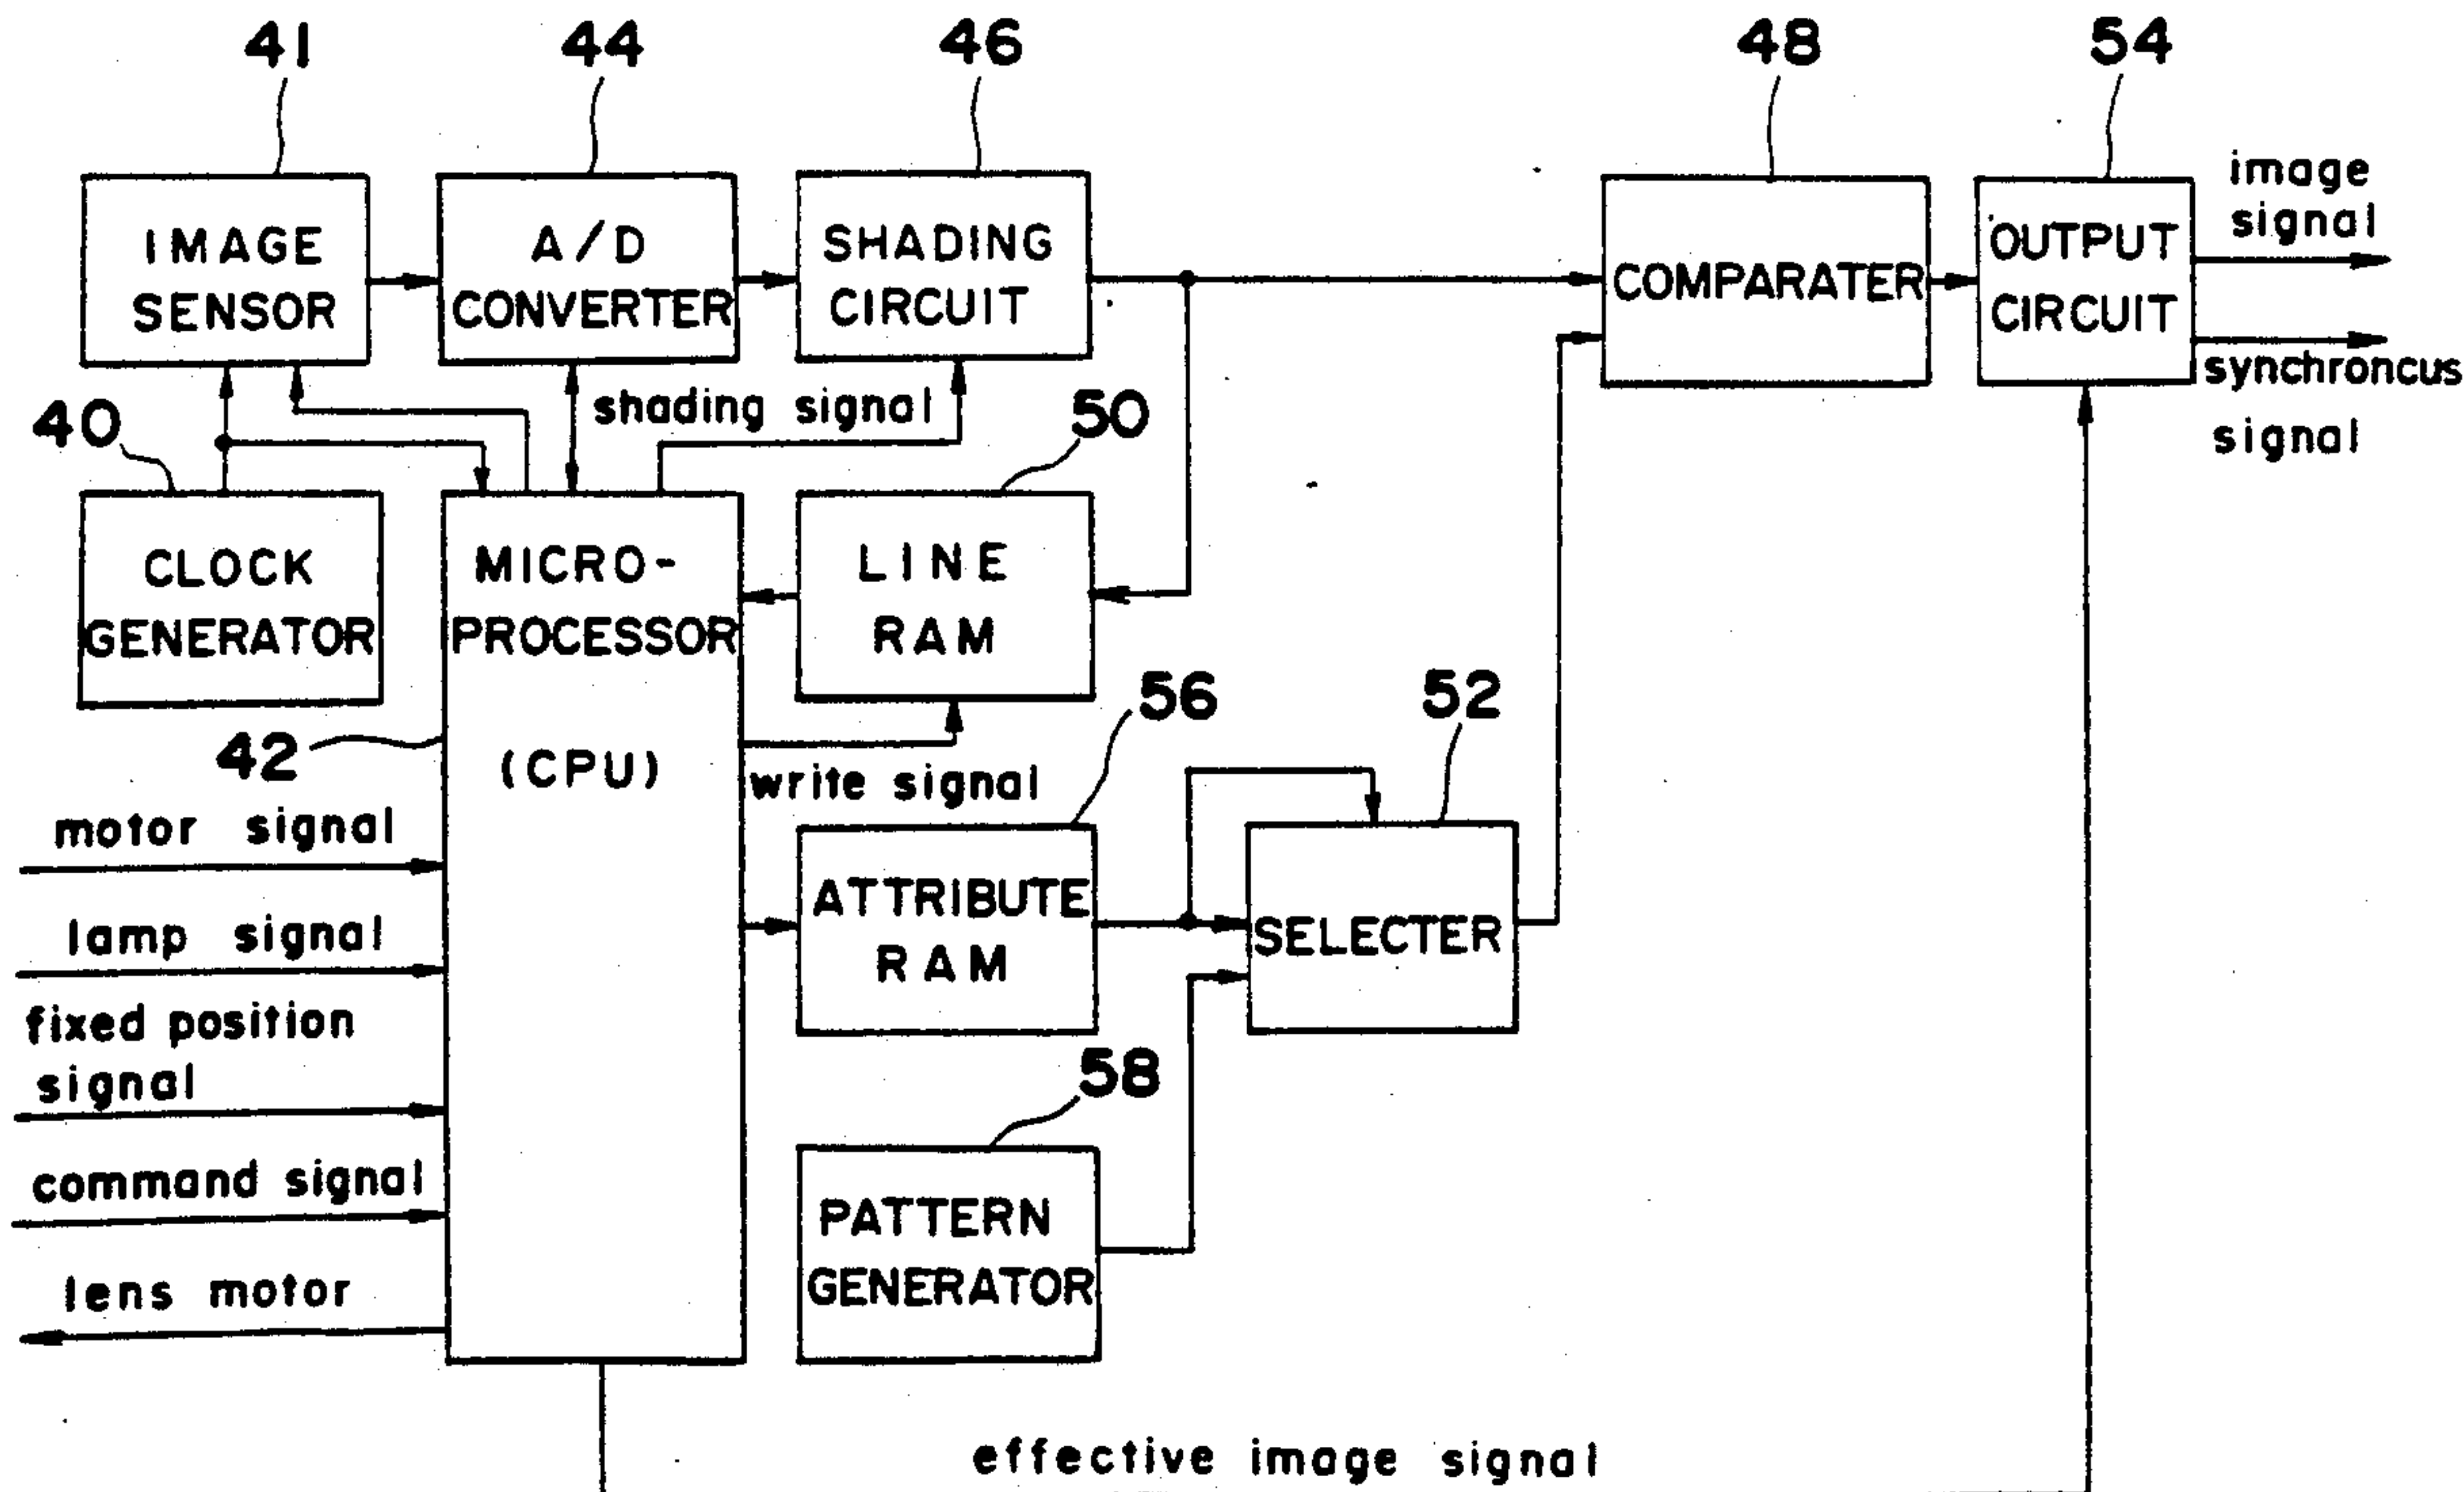 41
44
46
48
54
IMAGE
SENSOR
A/D
CONVERTER
SHADING
CIRCUIT
COMPARATER
OUTPUT
CIRCUIT
image
signal
synchroncus
signal
shading signal
40
50
CLOCK
GENERATOR
MICRO-
PROCESSOR
(CPU)
LINE
RAM
42
write signal
56
52
motor signal
lamp signal
fixed position
signal
command signal
lens motor
ATTRIBUTE
RAM
SELECTER
58
PATTERN
GENERATOR
effective image signal